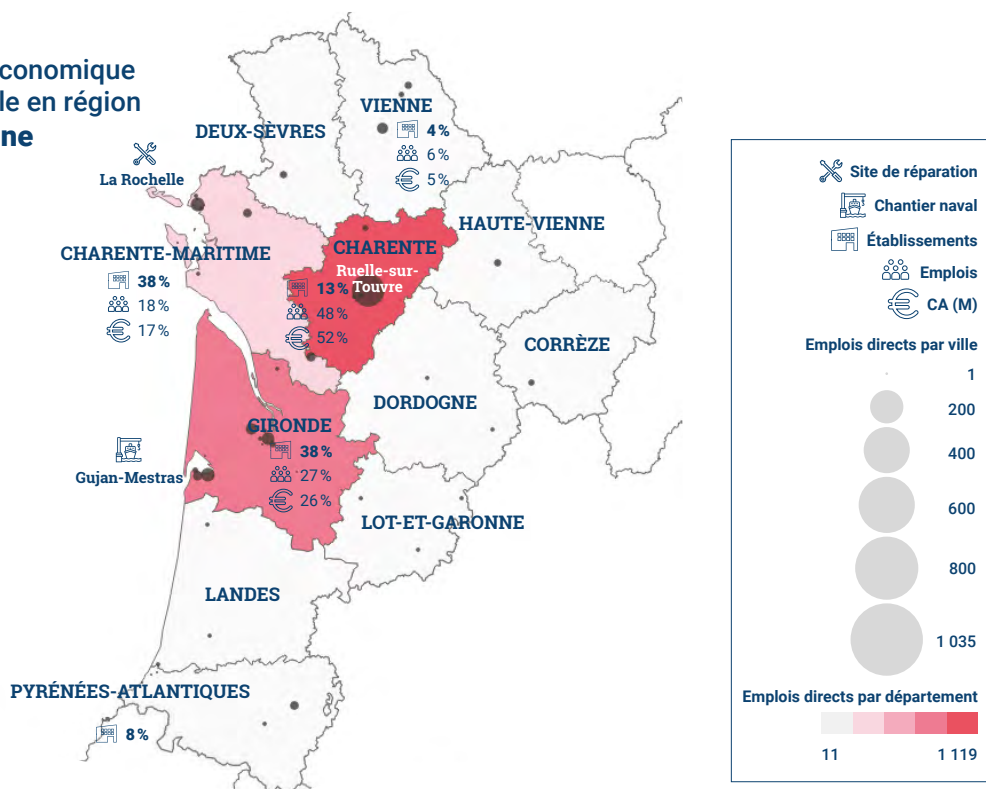 économique
le en région
ne
VIENNE
4 %
6 %
5 %
DEUX-SÈVRES
La Rochelle
HAUTE-VIENNE
CHARENTE-MARITIME
38 %
18 %
17 %
CHARENTE
Ruelle-sur-
Touvre
13 %
48 %
52 %
CORRÈZE
DORDOGNE
GIRONDE
38 %
27 %
26 %
Gujan-Mestras
LOT-ET-GARONNE
LANDES
PYRÉNÉES-ATLANTIQUES
8 %
Site de réparation
Chantier naval
Établissements
Emplois
CA (M)
Emplois directs par ville
1
200
400
600
800
1 035
Emplois directs par département
11
1 119